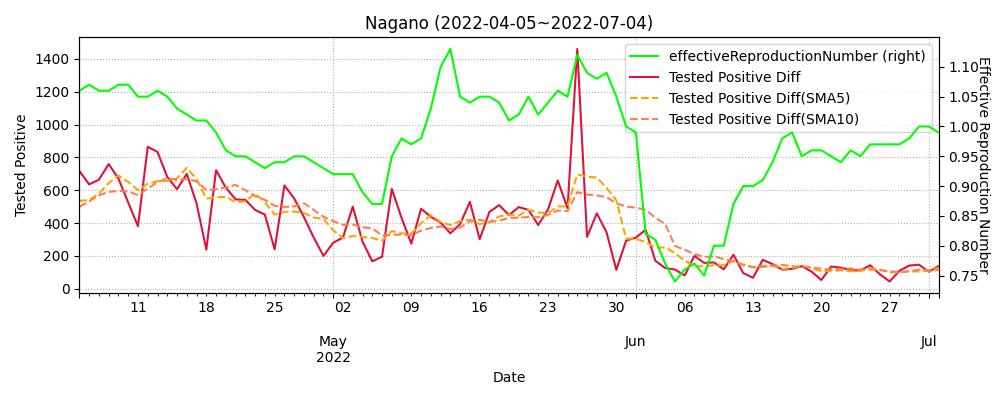 Nagano (2022-04-05~2022-07-04)
effectiveReproductionNumber (right)
Tested Positive Diff
Tested Positive Diff(SMA5)
Tested Positive Diff(SMA10)
Tested Positive
1400
1200
1000
800
600
400
200
0
1.10
1.05
1.00
0.95
0.90
0.85
0.80
0.75
Effective Reproduction Number
11 18 25 02 09 16 23 30 06 13 20 27
May Jun Jul
2022
Date